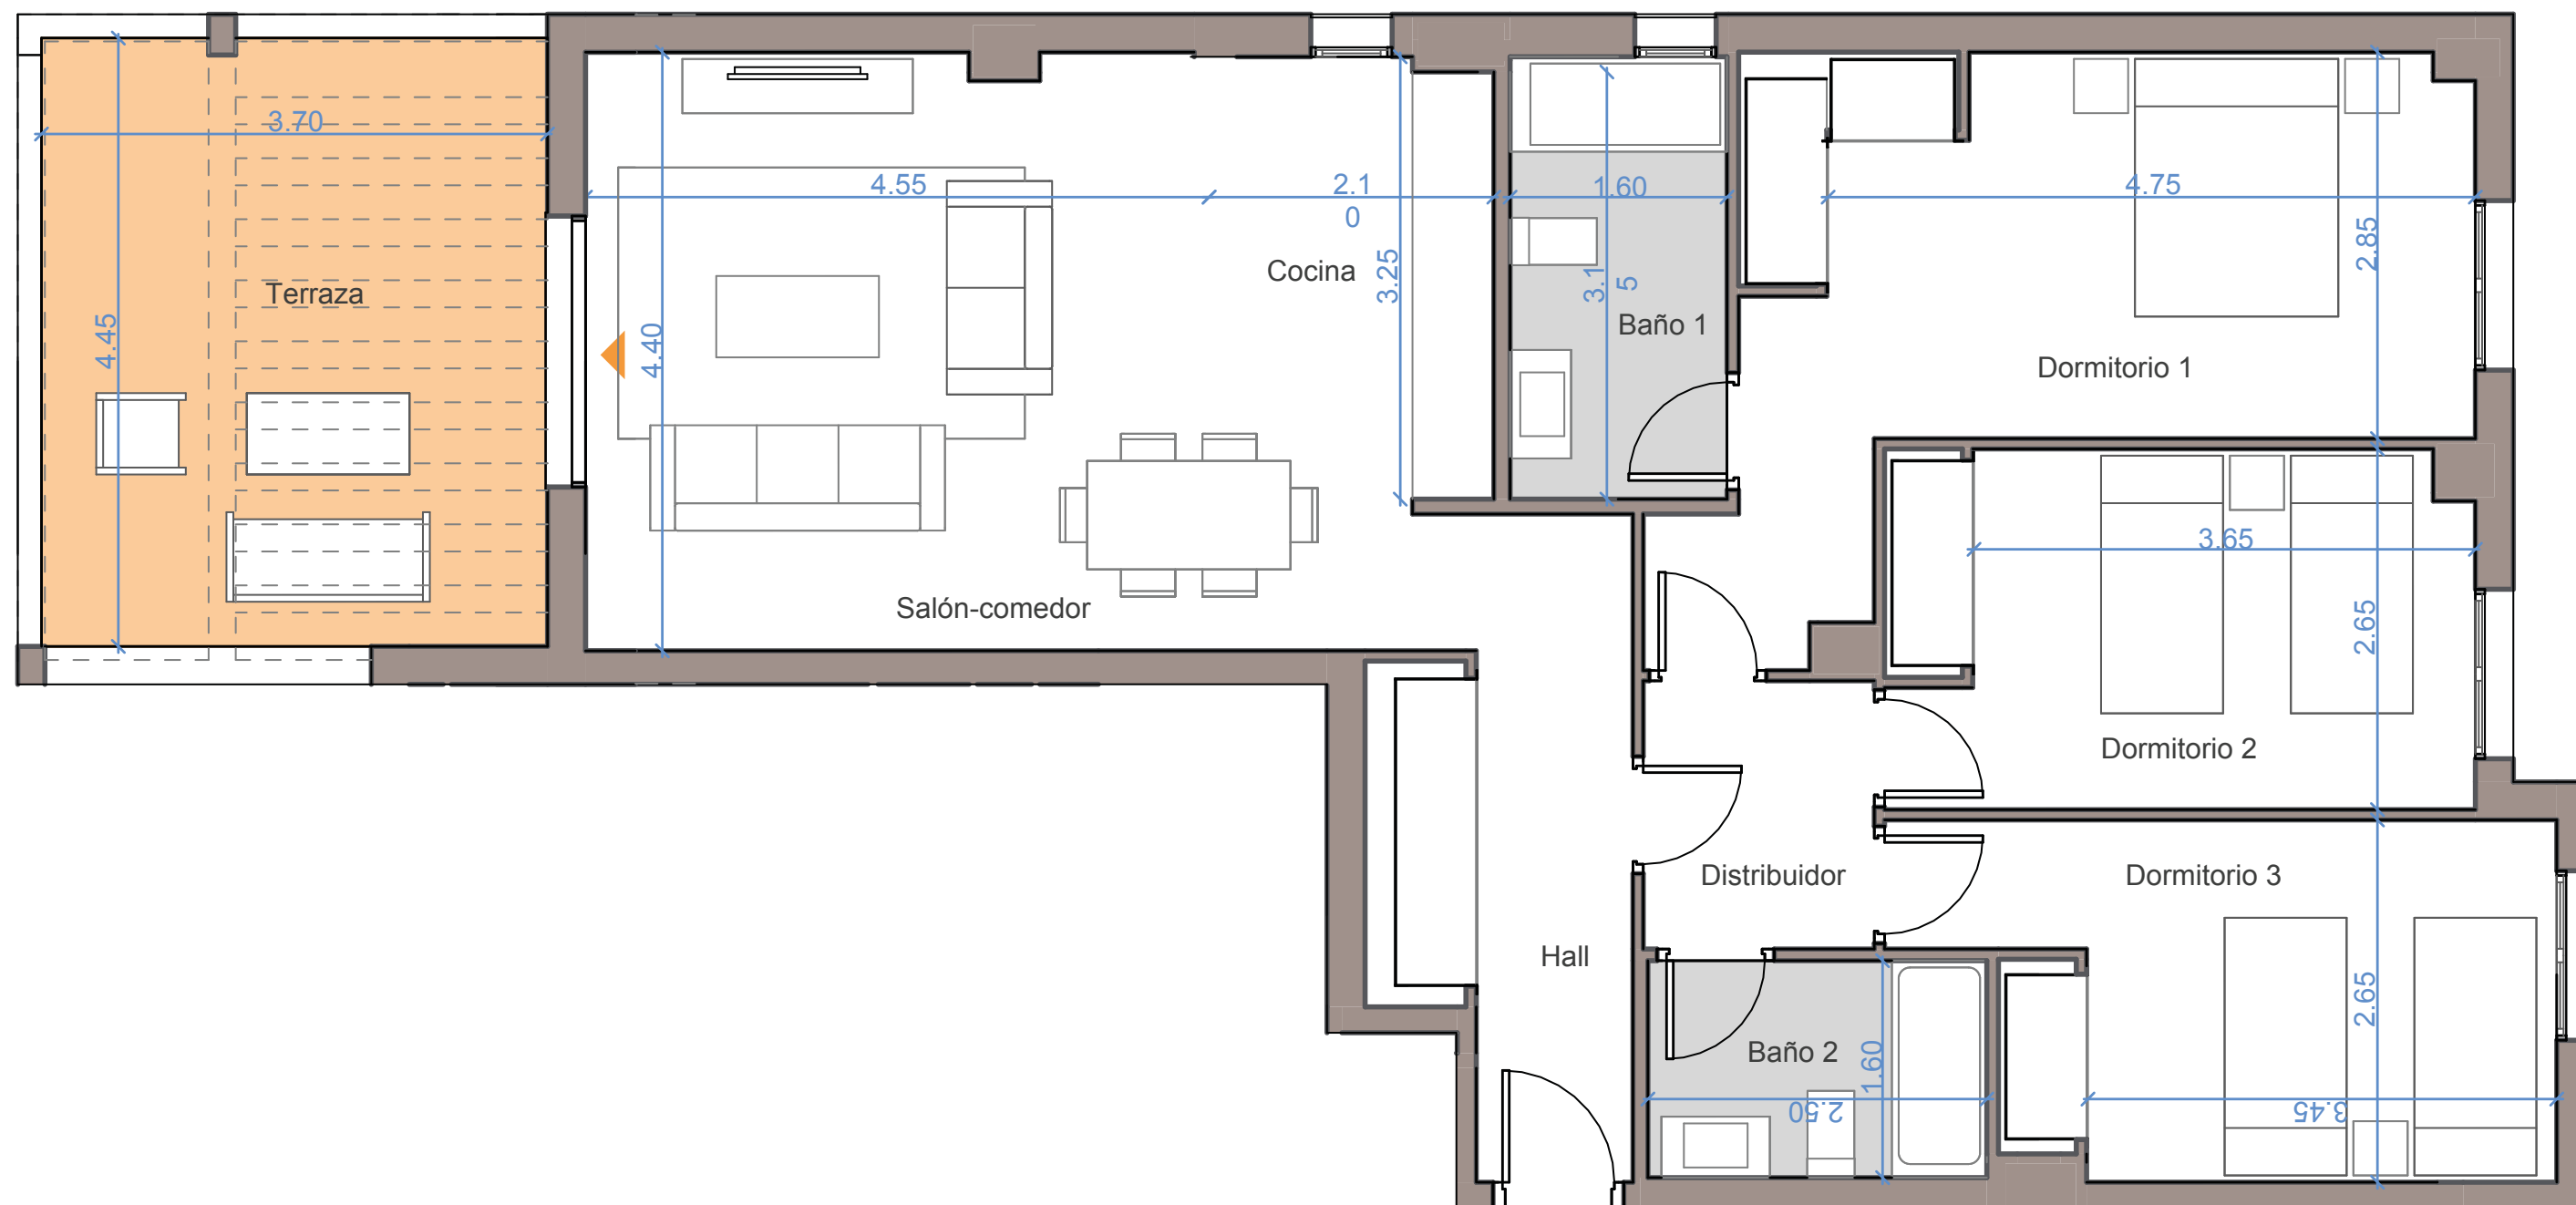 3.70
4.55
2.1
0
1.60
4.75
2.85
Cocina
3.25
3.1
5
Terraza
4.45
4.40
Baño 1
Dormitorio 1
3.65
Salón-comedor
2.65
Dormitorio 2
Distribuidor
Dormitorio 3
Hall
2.65
Baño 2
1.60
2.50
3.45